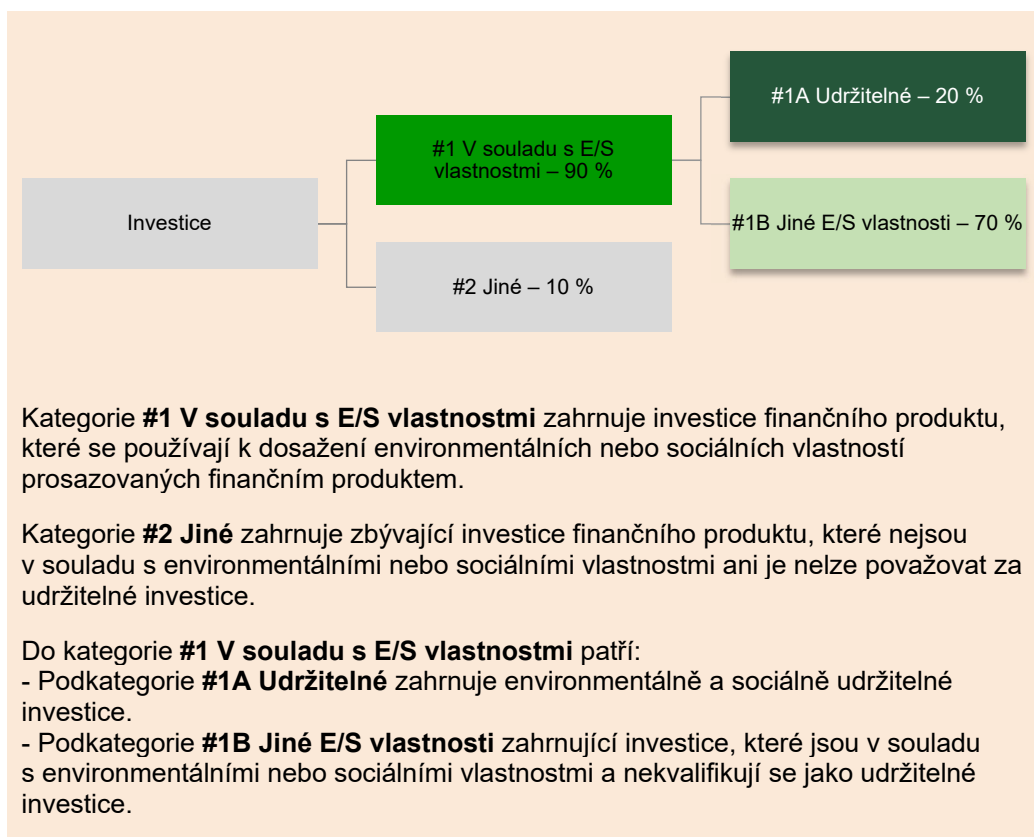 #1A Udržitelné – 20 %
#1 V souladu s E/S
vlastnostmi – 90 %
Investice
#1B Jiné E/S vlastnosti – 70 %
#2 Jiné – 10 %
Kategorie #1 V souladu s E/S vlastnostmi zahrnuje investice finančního produktu,
které se používají k dosažení environmentálních nebo sociálních vlastností
prosazovaných finančním produktem.
Kategorie #2 Jiné zahrnuje zbývající investice finančního produktu, které nejsou
v souladu s environmentálními nebo sociálními vlastnostmi ani je nelze považovat za
udržitelné investice.
Do kategorie #1 V souladu s E/S vlastnostmi patří:
- Podkategorie #1A Udržitelné zahrnuje environmentálně a sociálně udržitelné
investice.
- Podkategorie #1B Jiné E/S vlastnosti zahrnující investice, které jsou v souladu
s environmentálními nebo sociálními vlastnostmi a nekvalifikují se jako udržitelné
investice.